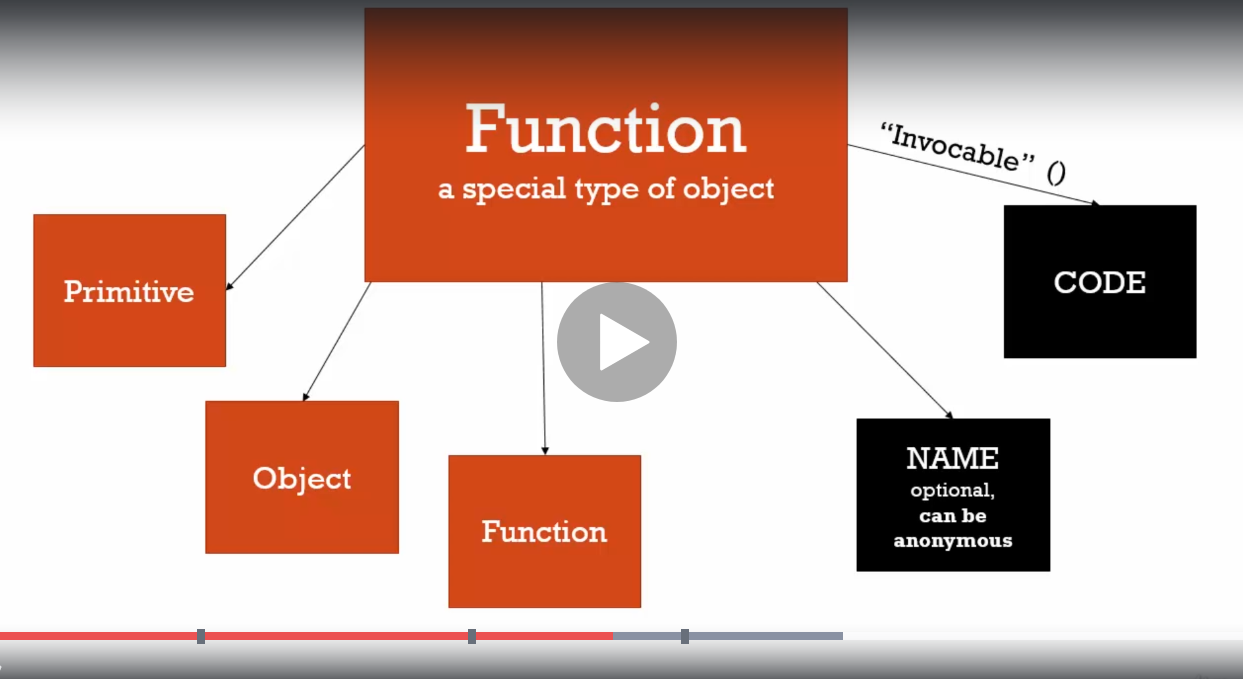 Function
a special type of object
“Invocable” ()
Primitive
CODE
Object
Function
NAME
optional,
can be
anonymous